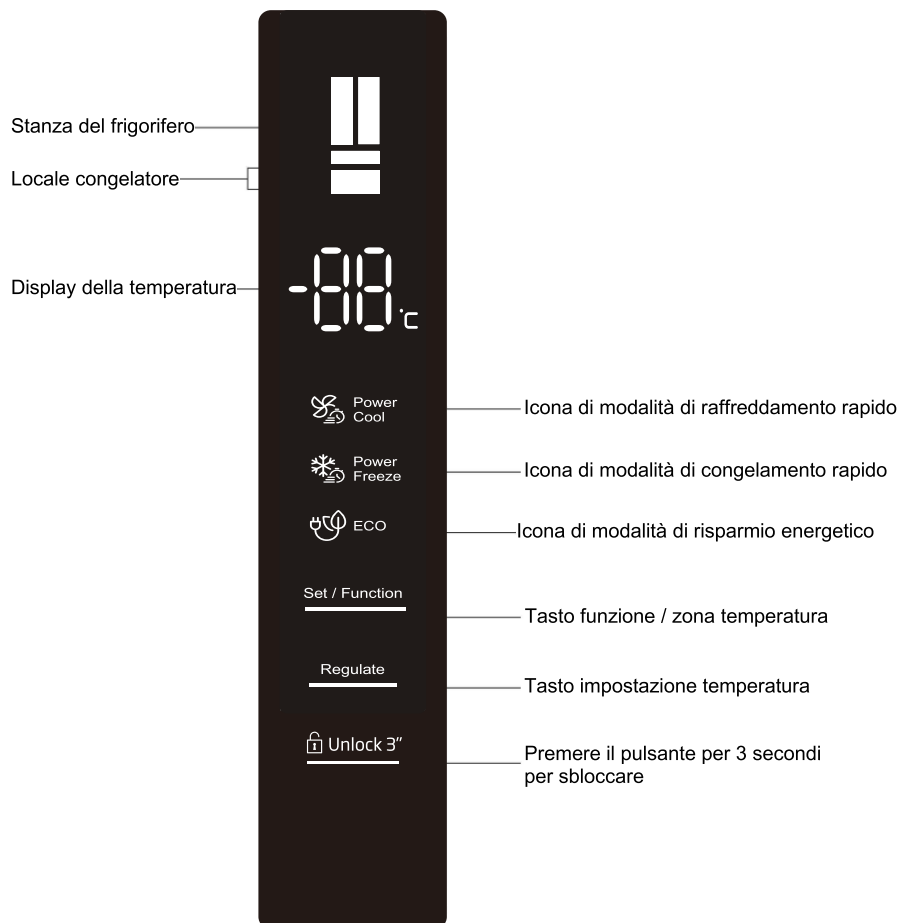 Stanza del frigorifero
Locale congelatore
Display della temperatura
-88°C
Power
Cool
Icona di modalità di raffreddamento rapido
Power
Freeze
Icona di modalità di congelamento rapido
ECO
Icona di modalità di risparmio energetico
Set / Function
Tasto funzione / zona temperatura
Regulate
Tasto impostazione temperatura
Unlock 3”
Premere il pulsante per 3 secondi
per sbloccare